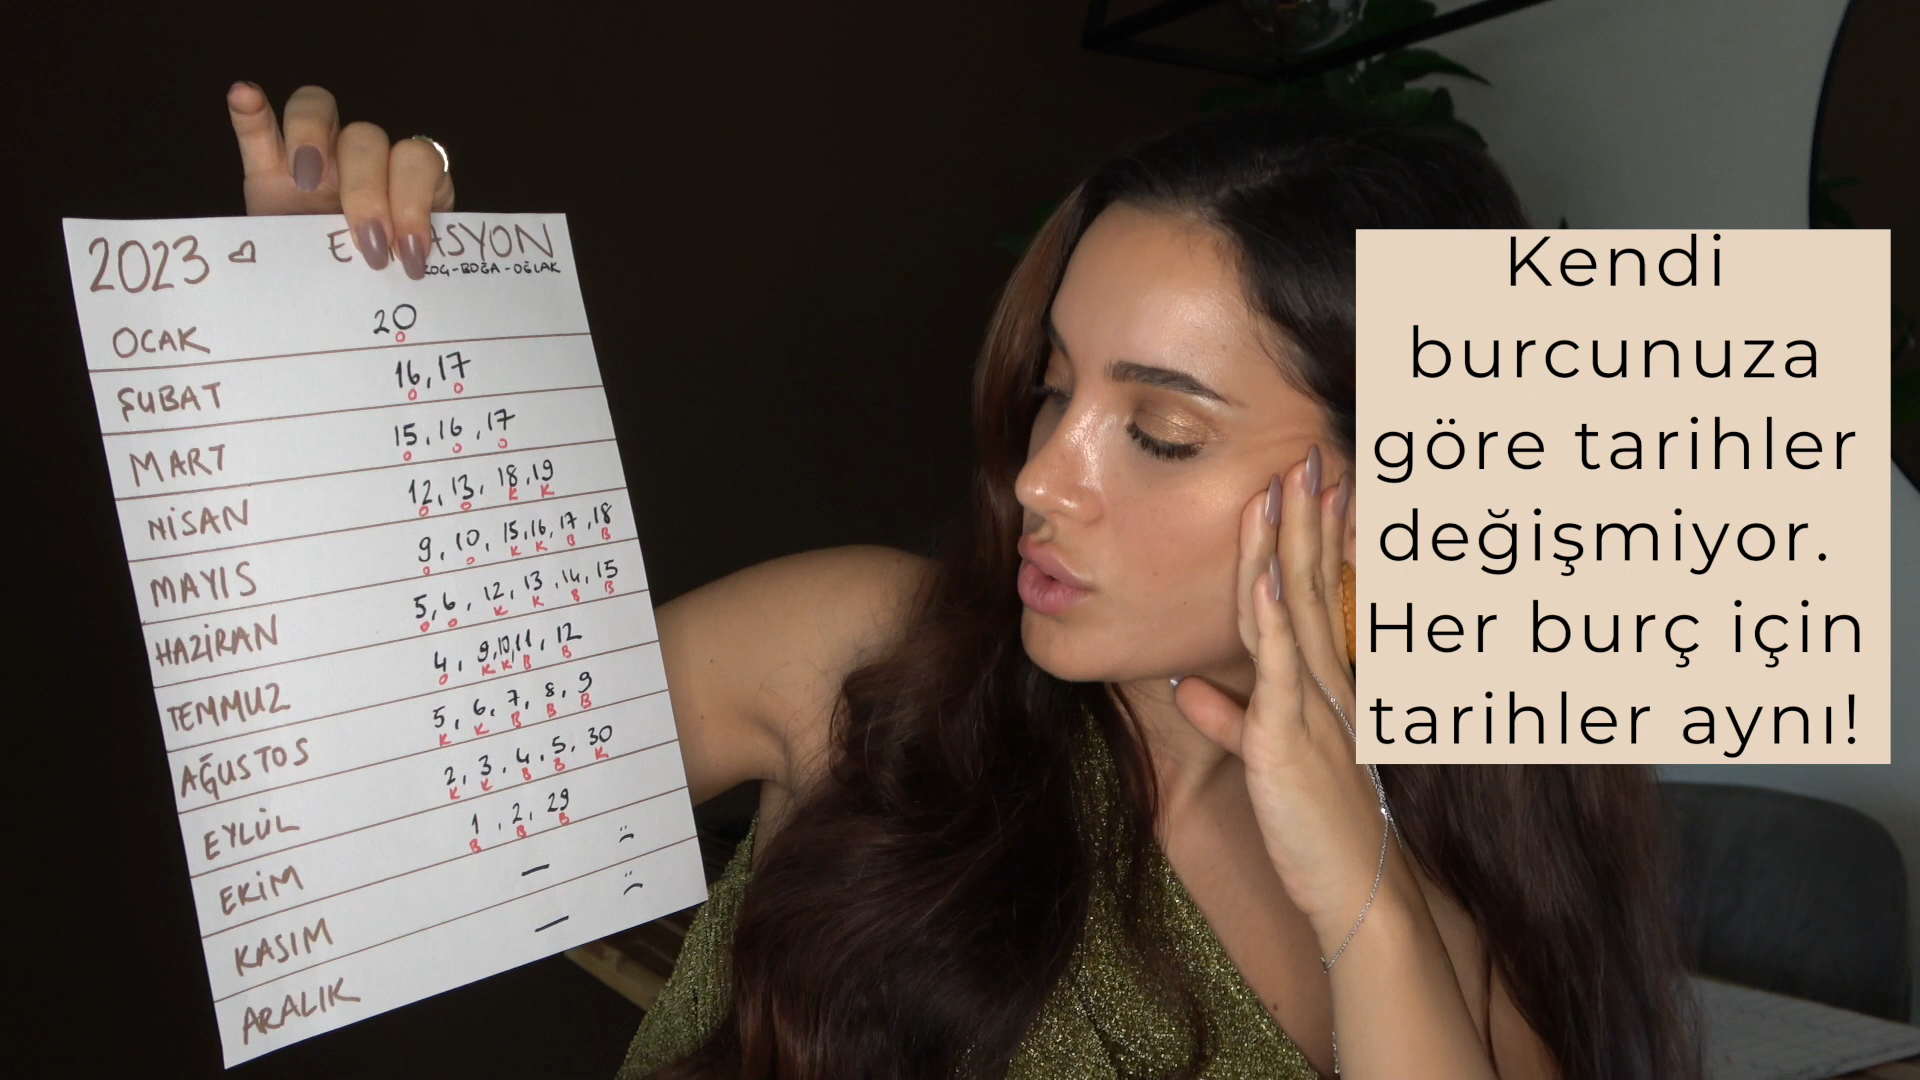 2023 ♡
BOĞA - OĞLAK
OCAK 20
O
ŞUBAT 16, 17
O O
MART 15, 16, 17
O O O
NİSAN 12, 13, 18, 19
O O K K
MAYIS 9, 10, 15, 16, 17, 18
O O K K B B
HAZİRAN 5, 6, 12, 13, 14, 15
O O K K B B
TEMMUZ 4, 9, 10, 11, 12
O K K B B
AĞUSTOS 5, 6, 7, 8, 9
K K B B B
EYLÜL 2, 3, 4, 5, 30
K K B B K
EKİM 1, 2, 29
B B B
KASIM — :(
ARALIK — :(
Kendi
burcunuza
göre tarihler
değişmiyor.
Her burç için
tarihler aynı!